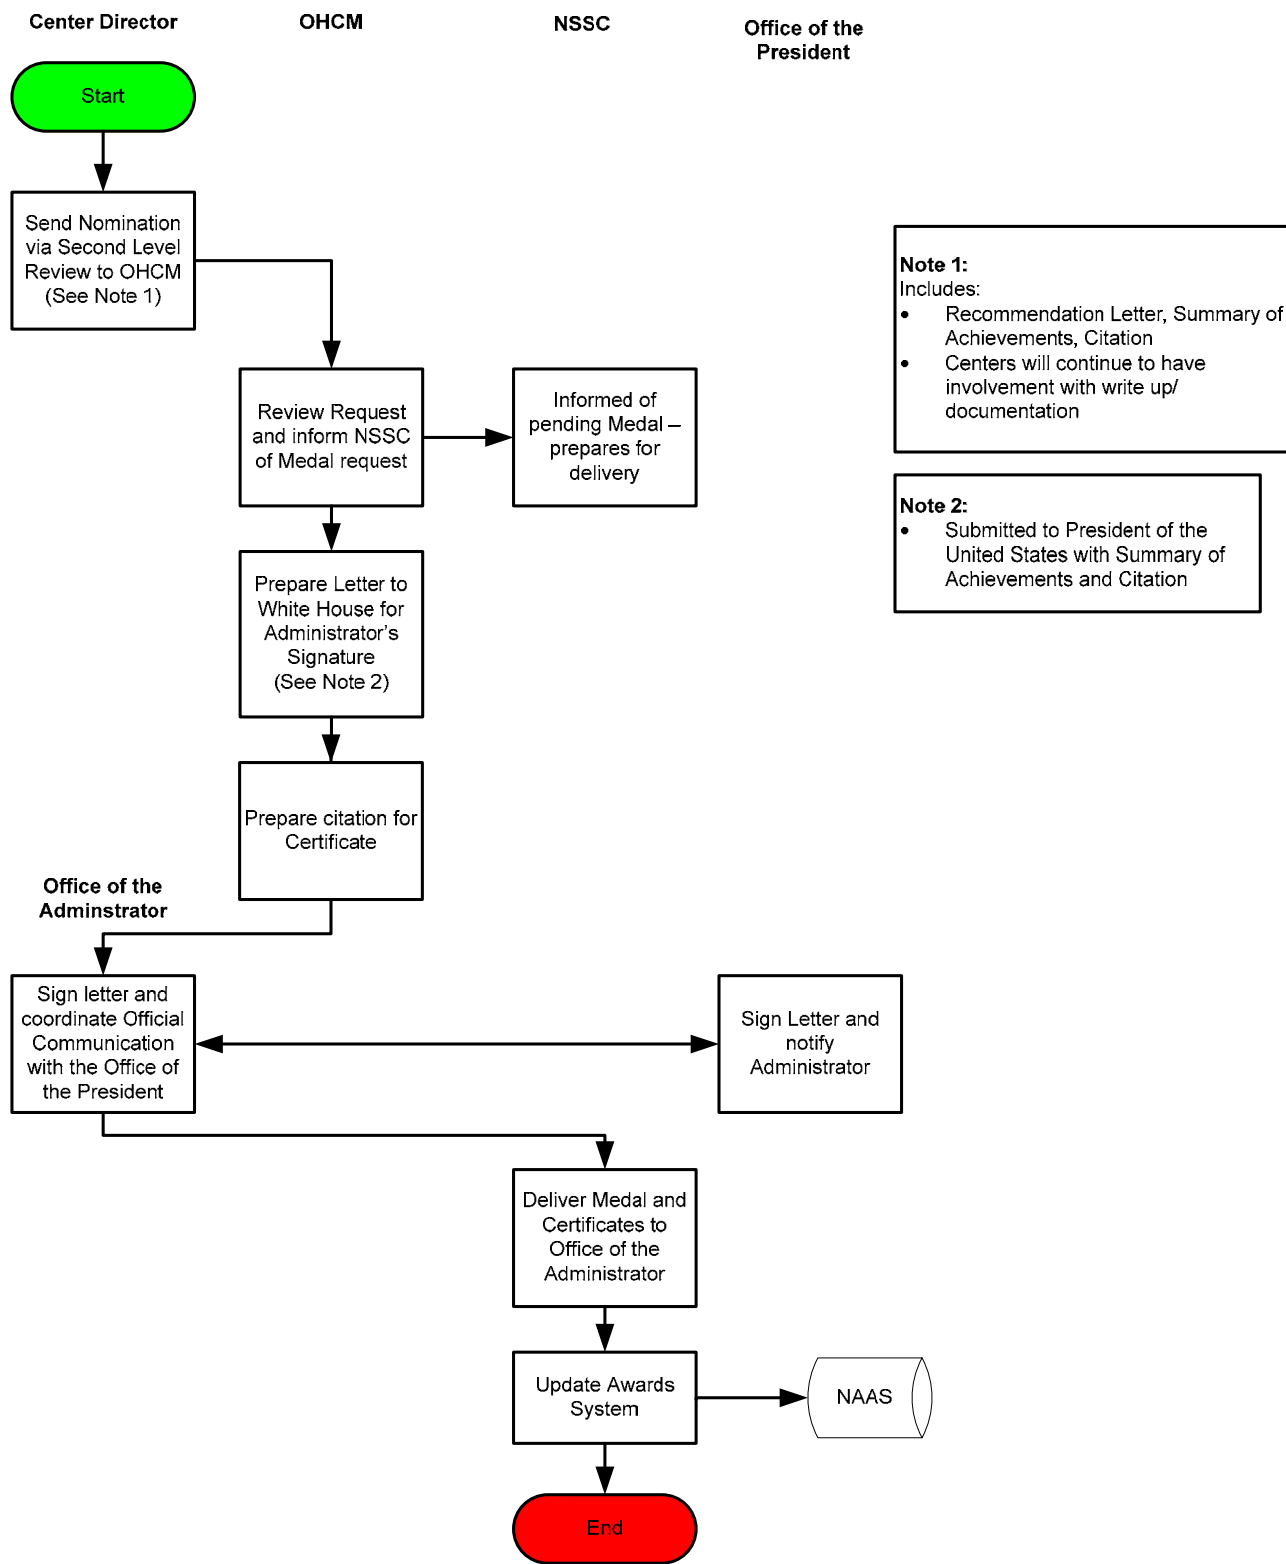 Center Director
OHCM
NSSC
Office of the
President
Start
Send Nomination
via Second Level
Review to OHCM
(See Note 1)
Note 1:
Includes:
• Recommendation Letter, Summary of
Achievements, Citation
• Centers will continue to have
involvement with write up/
documentation
Review Request
and inform NSSC
of Medal request
Informed of
pending Medal –
prepares for
delivery
Note 2:
• Submitted to President of the
United States with Summary of
Achievements and Citation
Prepare Letter to
White House for
Administrator's
Signature
(See Note 2)
Prepare citation for
Certificate
Office of the
Adminstrator
Sign letter and
coordinate Official
Communication
with the Office of
the President
Sign Letter and
notify
Administrator
Deliver Medal and
Certificates to
Office of the
Administrator
Update Awards
System
NAAS
End